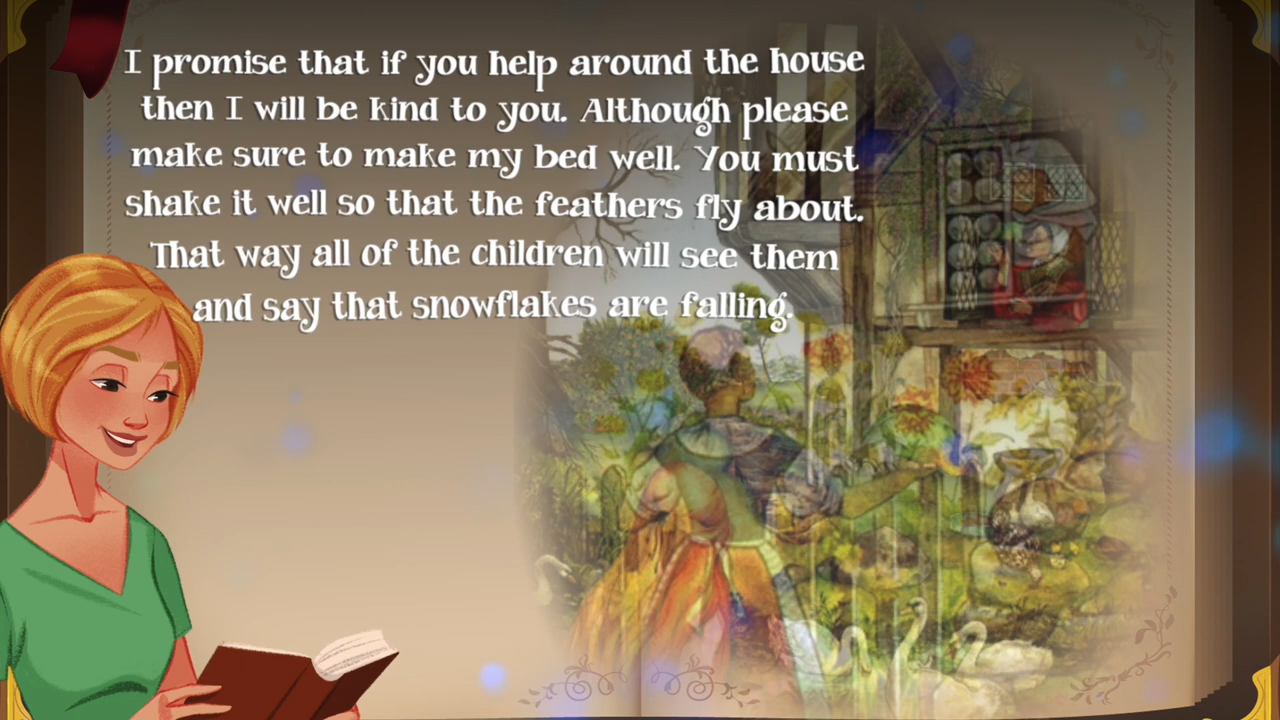 I promise that if you help around the house
then I will be kind to you. Although please
make sure to make my bed well. You must
shake it well so that the feathers fly about.
That way all of the children will see them
and say that snowflakes are falling.